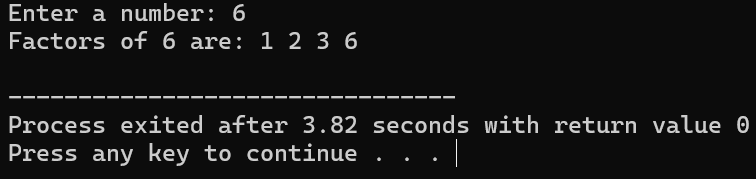 Enter a number: 6
Factors of 6 are: 1 2 3 6
--------------------------------
Process exited after 3.82 seconds with return value 0
Press any key to continue . . .